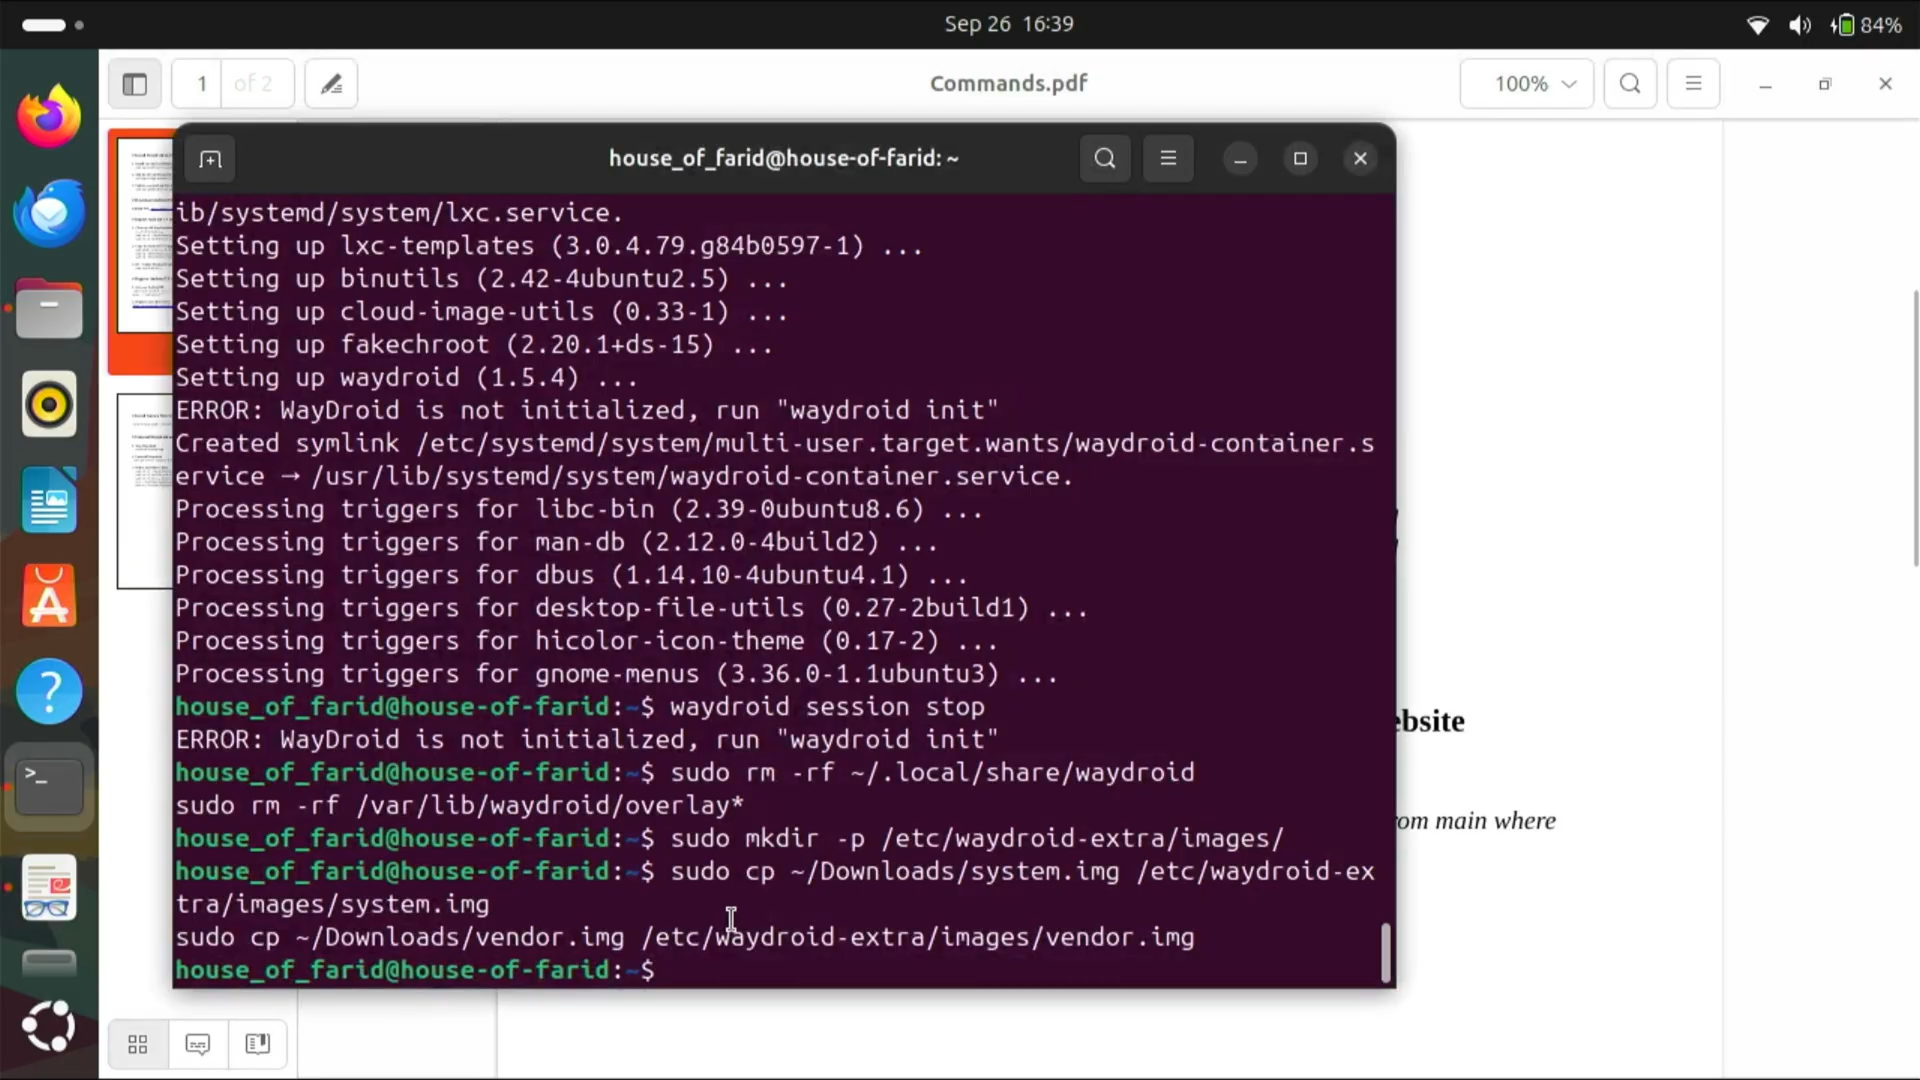 Sep 26 16:39
84%
1 of 2
Commands.pdf
100%
house_of_farid@house-of-farid: ~
ib/systemd/system/lxc.service.
Setting up lxc-templates (3.0.4.79.g84b0597-1) ...
Setting up binutils (2.42-4ubuntu2.5) ...
Setting up cloud-image-utils (0.33-1) ...
Setting up fakechroot (2.20.1+ds-15) ...
Setting up waydroid (1.5.4) ...
ERROR: WayDroid is not initialized, run "waydroid init"
Created symlink /etc/systemd/system/multi-user.target.wants/waydroid-container.s
ervice → /usr/lib/systemd/system/waydroid-container.service.
Processing triggers for libc-bin (2.39-0ubuntu8.6) ...
Processing triggers for man-db (2.12.0-4build2) ...
Processing triggers for dbus (1.14.10-4ubuntu4.1) ...
Processing triggers for desktop-file-utils (0.27-2build1) ...
Processing triggers for hicolor-icon-theme (0.17-2) ...
Processing triggers for gnome-menus (3.36.0-1.1ubuntu3) ...
house_of_farid@house-of-farid:~$ waydroid session stop
ERROR: WayDroid is not initialized, run "waydroid init"
house_of_farid@house-of-farid:~$ sudo rm -rf ~/.local/share/waydroid
sudo rm -rf /var/lib/waydroid/overlay*
house_of_farid@house-of-farid:~$ sudo mkdir -p /etc/waydroid-extra/images/
house_of_farid@house-of-farid:~$ sudo cp ~/Downloads/system.img /etc/waydroid-ex
tra/images/system.img
sudo cp ~/Downloads/vendor.img /etc/waydroid-extra/images/vendor.img
house_of_farid@house-of-farid:~$
ebsite
om main where